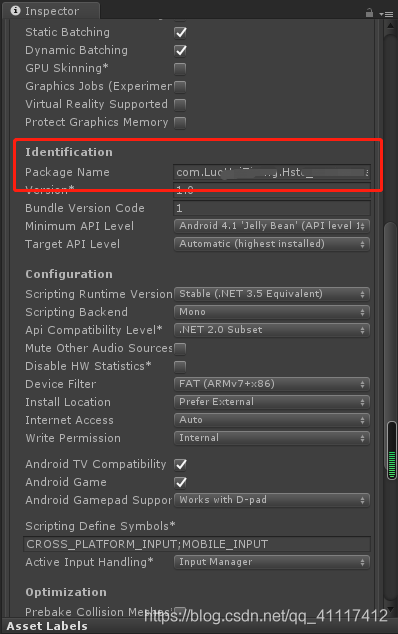 Inspector
Static Batching
Dynamic Batching
GPU Skinning*
Graphics Jobs (Experimen
Virtual Reality Supported
Protect Graphics Memory
Identification
Package Name
Version* 1.0
Bundle Version Code 1
Minimum API Level Android 4.1 'Jelly Bean' (API level 1
Target API Level Automatic (highest installed)
Configuration
Scripting Runtime Version Stable (.NET 3.5 Equivalent)
Scripting Backend Mono
Api Compatibility Level* .NET 2.0 Subset
Mute Other Audio Sources
Disable HW Statistics*
Device Filter FAT (ARMv7+x86)
Install Location Prefer External
Internet Access Auto
Write Permission Internal
Android TV Compatibility
Android Game
Android Gamepad Suppor Works with D-pad
Scripting Define Symbols*
CROSS_PLATFORM_INPUT;MOBILE_INPUT
Active Input Handling* Input Manager
Optimization
Prebake Collision Meshes
https://blog.csdn.net/qq_41117412
Asset Labels